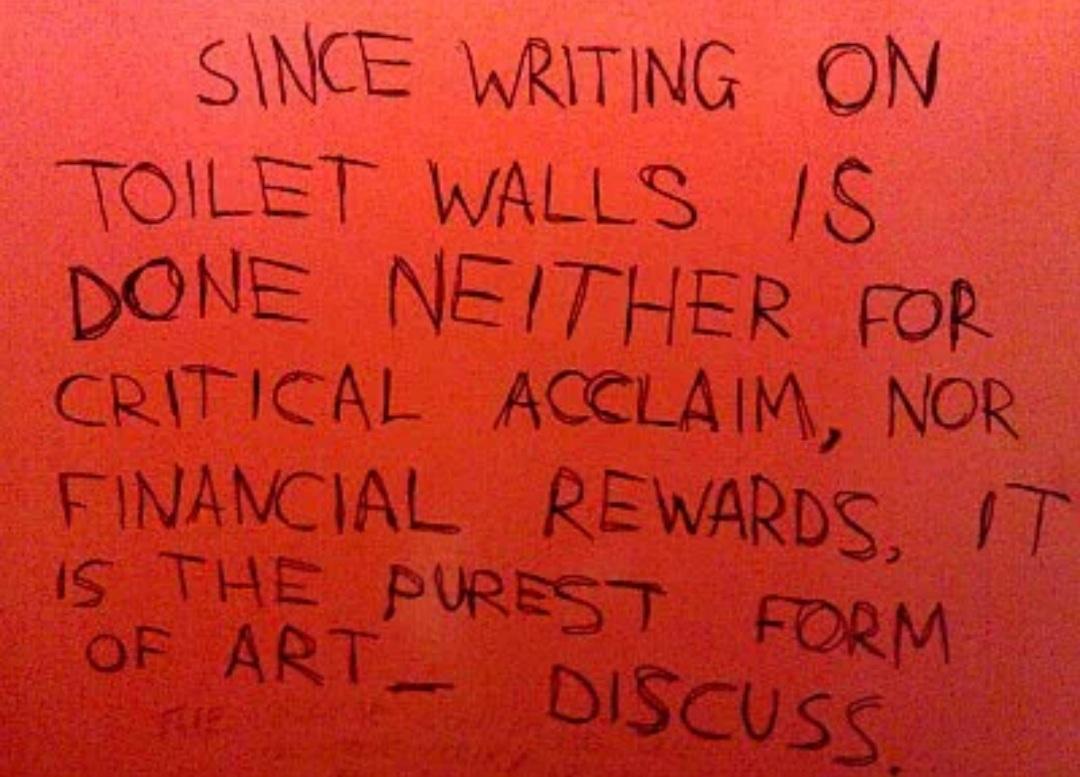 SINCE WRITING ON
TOILET WALLS IS
DONE NEITHER FOR
CRITICAL ACCLAIM, NOR
FINANCIAL REWARDS, IT
IS THE PUREST FORM
OF ART_ DISCUSS.